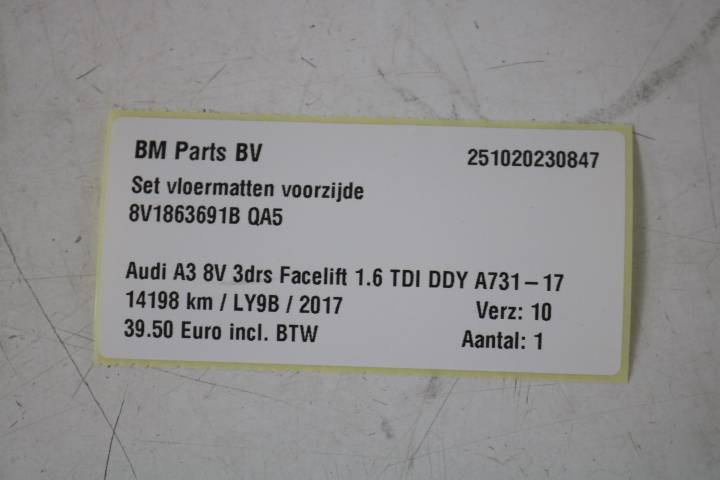 BM Parts BV 251020230847
Set vloermatten voorzijde
8V1863691B QA5
Audi A3 8V 3drs Facelift 1.6 TDI DDY A731-17
14198 km / LY9B / 2017 Verz: 10
39.50 Euro incl. BTW Aantal: 1